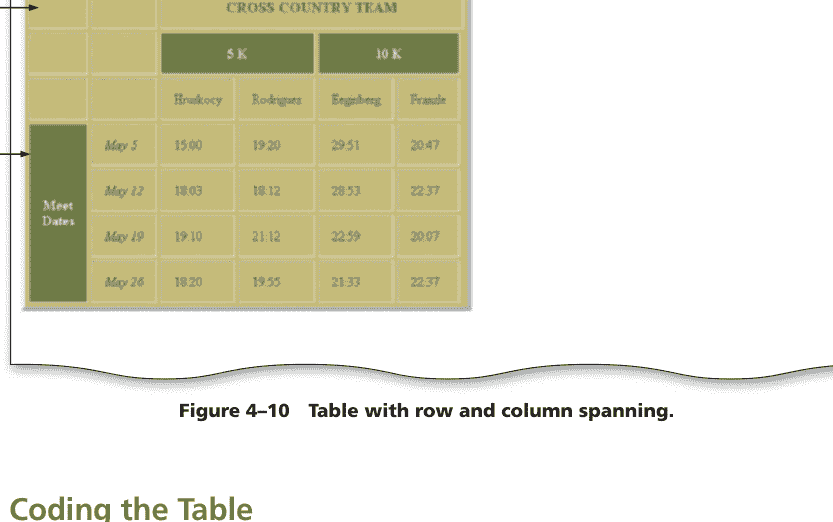 CROSS COUNTRY TEAM
5 K 10 K
Hruskocy Rodriguez
May 5 15:00 19:20 29:51 20:47
May 12 18:03 18:12 28:53 22:37
Meet
Dates
May 19 19:10 21:12 22:59 20:07
May 26 18:20 19:55 21:33 22:37
Figure 4–10 Table with row and column spanning.
Coding the Table